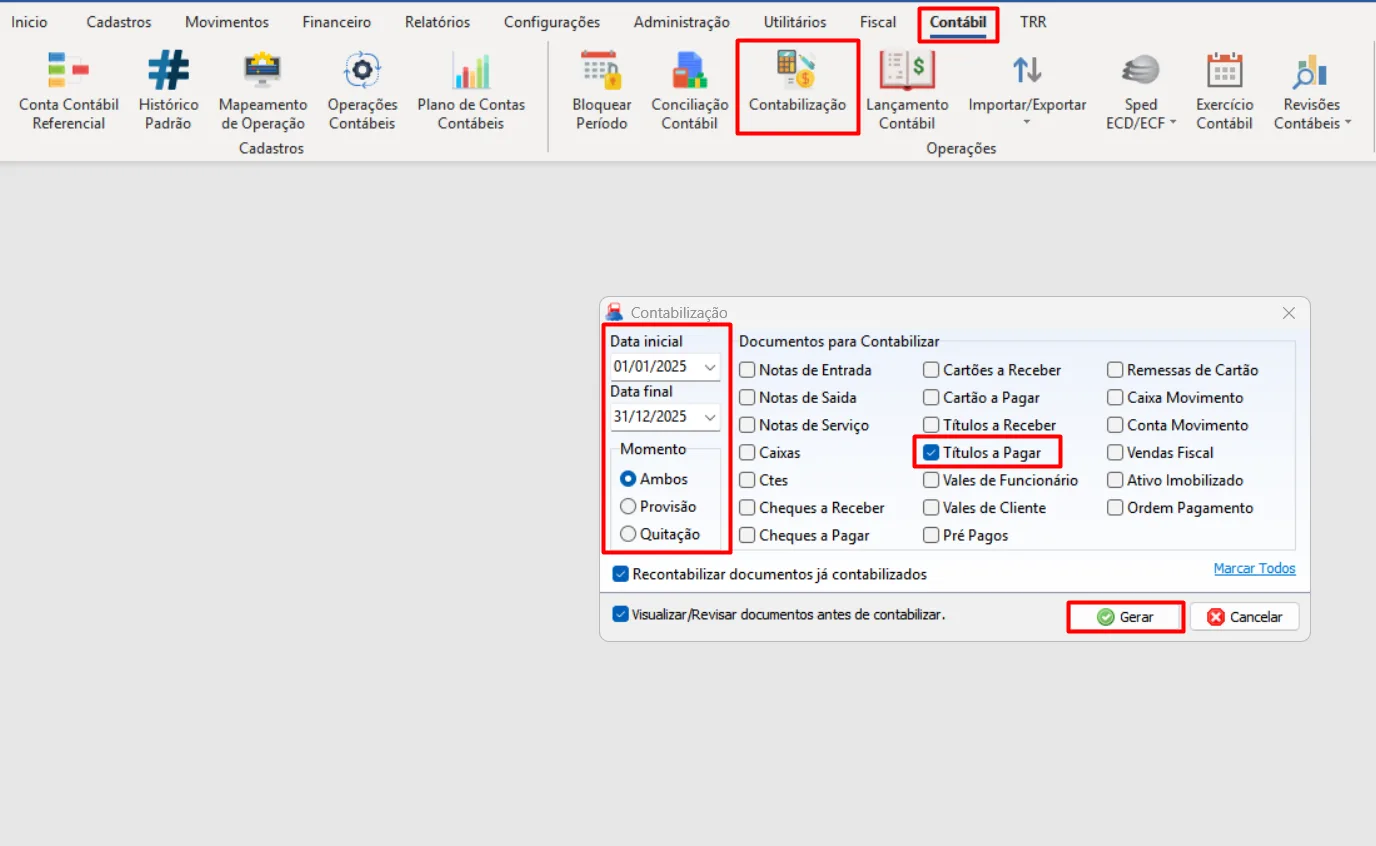 Inicio Cadastros Movimentos Financeiro Relatórios Configurações Administração Utilitários Fiscal Contábil TRR
Conta Contábil Referencial
Histórico Padrão
Mapeamento de Operação
Operações Contábeis
Plano de Contas Contábeis
Cadastros
Bloquear Período
Conciliação Contábil
Contabilização
Lançamento Contábil
Importar/Exportar
Sped ECD/ECF
Exercício Contábil
Revisões Contábeis
Operações
Contabilização
Data inicial
01/01/2025
Data final
31/12/2025
Momento
Ambos
Provisão
Quitação
Documentos para Contabilizar
Notas de Entrada
Notas de Saida
Notas de Serviço
Caixas
Ctes
Cheques a Receber
Cheques a Pagar
Cartões a Receber
Cartão a Pagar
Títulos a Receber
Títulos a Pagar
Vales de Funcionário
Vales de Cliente
Pré Pagos
Remessas de Cartão
Caixa Movimento
Conta Movimento
Vendas Fiscal
Ativo Imobilizado
Ordem Pagamento
Recontabilizar documentos já contabilizados
Marcar Todos
Visualizar/Revisar documentos antes de contabilizar.
Gerar
Cancelar